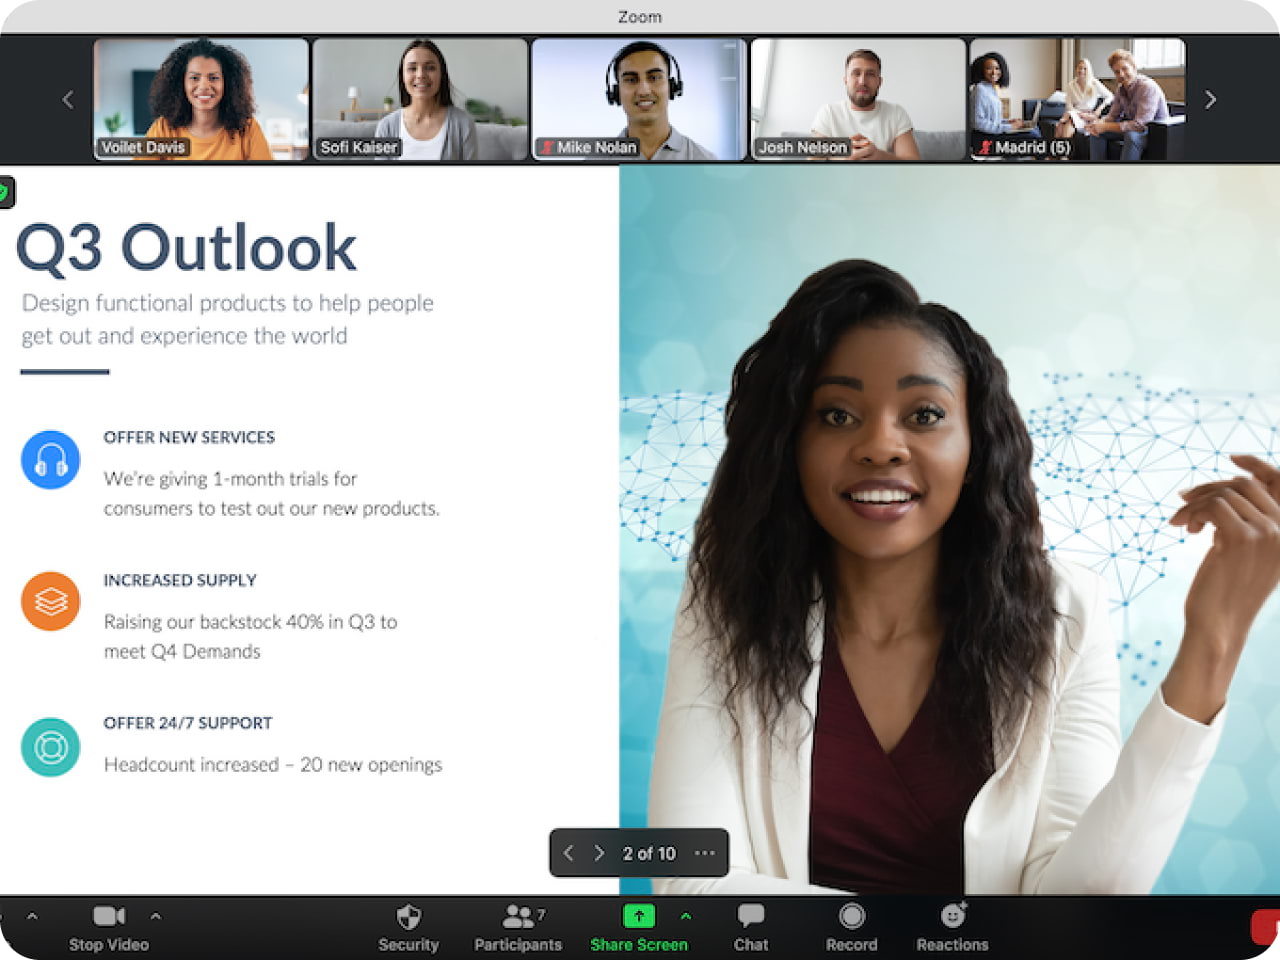 Zoom
Voilet Davis
Sofi Kaiser
Mike Nolan
Josh Nelson
Madrid (5)
Q3 Outlook
Design functional products to help people
get out and experience the world
OFFER NEW SERVICES
We're giving 1-month trials for
consumers to test out our new products.
INCREASED SUPPLY
Raising our backstock 40% in Q3 to
meet Q4 Demands
OFFER 24/7 SUPPORT
Headcount increased – 20 new openings
2 of 10
7
Stop Video
Security
Participants
Share Screen
Chat
Record
Reactions